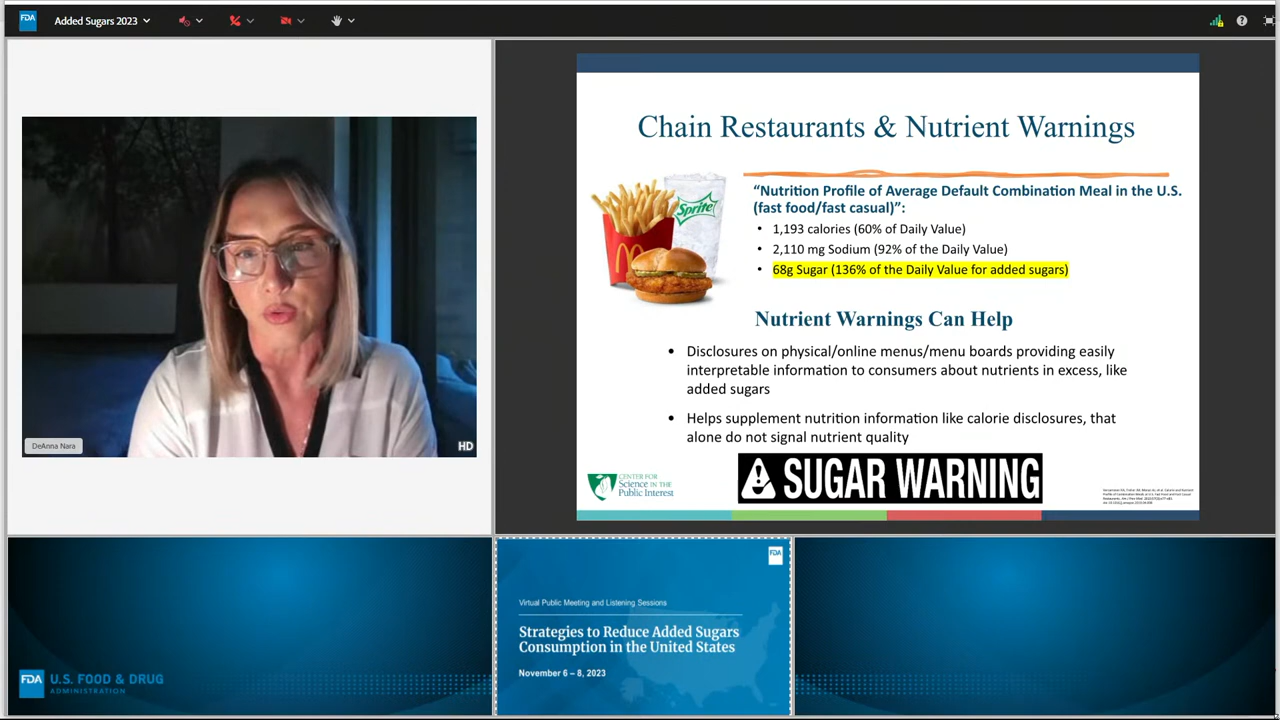 FDA
Added Sugars 2023
Chain Restaurants & Nutrient Warnings
Sprite
“Nutrition Profile of Average Default Combination Meal in the U.S.
(fast food/fast casual)”:
• 1,193 calories (60% of Daily Value)
• 2,110 mg Sodium (92% of the Daily Value)
• 68g Sugar (136% of the Daily Value for added sugars)
Nutrient Warnings Can Help
• Disclosures on physical/online menus/menu boards providing easily
interpretable information to consumers about nutrients in excess, like
added sugars
• Helps supplement nutrition information like calorie disclosures, that
alone do not signal nutrient quality
SUGAR WARNING
CENTER FOR
Science IN THE
Public Interest
DeAnna Nara
HD
FDA
U.S. FOOD & DRUG
ADMINISTRATION
FDA
Virtual Public Meeting and Listening Sessions
Strategies to Reduce Added Sugars
Consumption in the United States
November 6 – 8, 2023